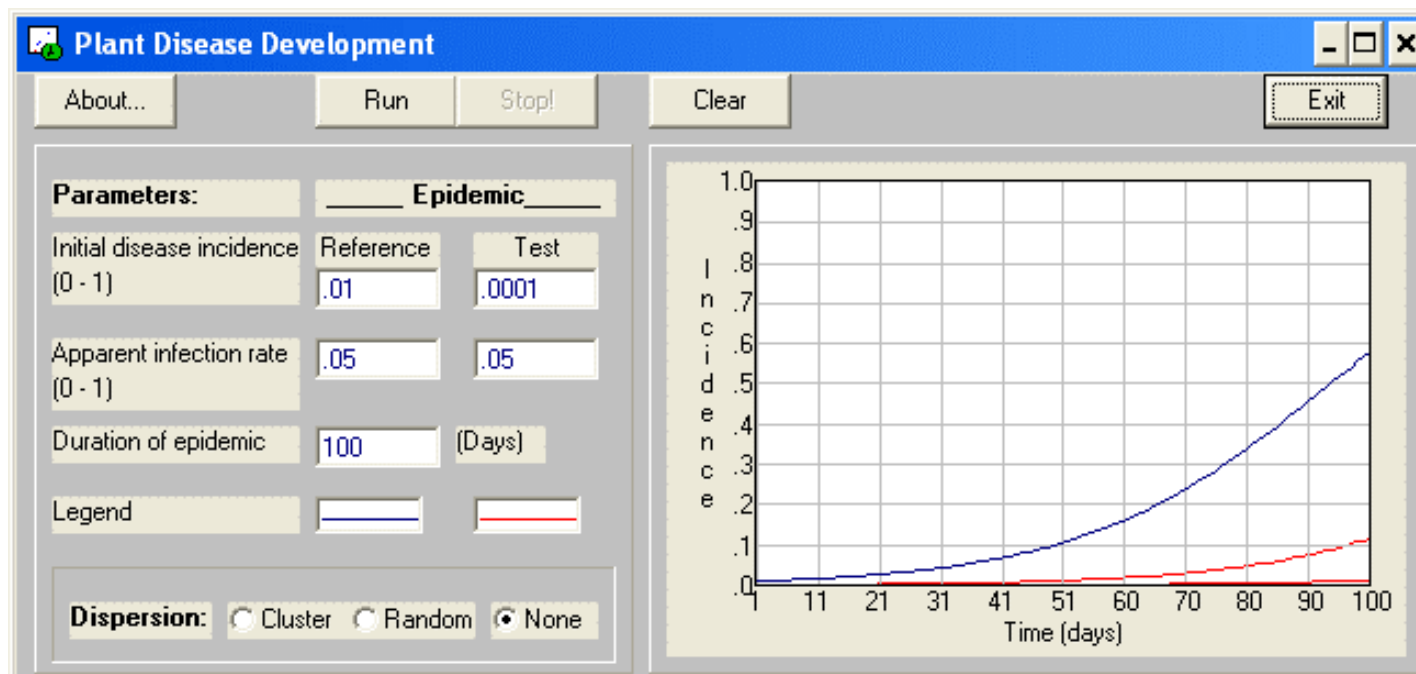 Plant Disease Development
About...
Run
Stop!
Clear
Exit
Parameters:
_____ Epidemic_____
Initial disease incidence
(0 - 1)
Reference
Test
.01
.0001
Apparent infection rate
(0 - 1)
.05
.05
Duration of epidemic
100
(Days)
Legend
Dispersion:
Cluster
Random
None
Incidence
1.0
.9
.8
.7
.6
.5
.4
.3
.2
.1
.0
1 11 21 31 41 51 60 70 80 90 100
Time (days)